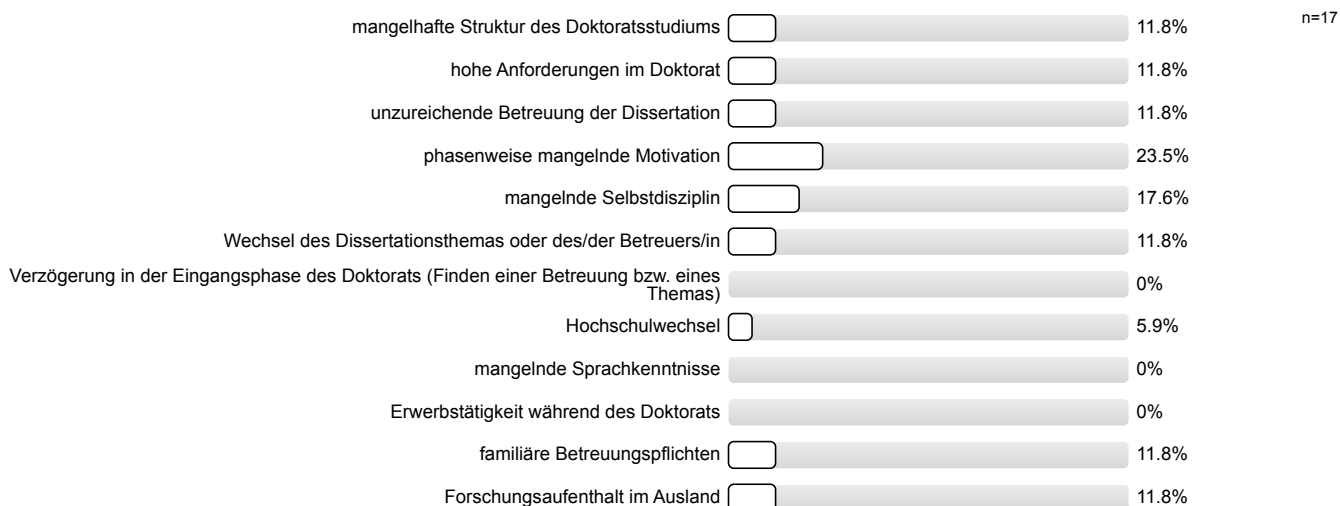 mangelhafte Struktur des Doktoratsstudiums 11.8% n=17
hohe Anforderungen im Doktorat 11.8%
unzureichende Betreuung der Dissertation 11.8%
phasenweise mangelnde Motivation 23.5%
mangelnde Selbstdisziplin 17.6%
Wechsel des Dissertationsthemas oder des/der Betreuers/in 11.8%
Verzögerung in der Eingangsphase des Doktorats (Finden einer Betreuung bzw. eines
Themas) 0%
Hochschulwechsel 5.9%
mangelnde Sprachkenntnisse 0%
Erwerbstätigkeit während des Doktorats 0%
familiäre Betreuungspflichten 11.8%
Forschungsaufenthalt im Ausland 11.8%